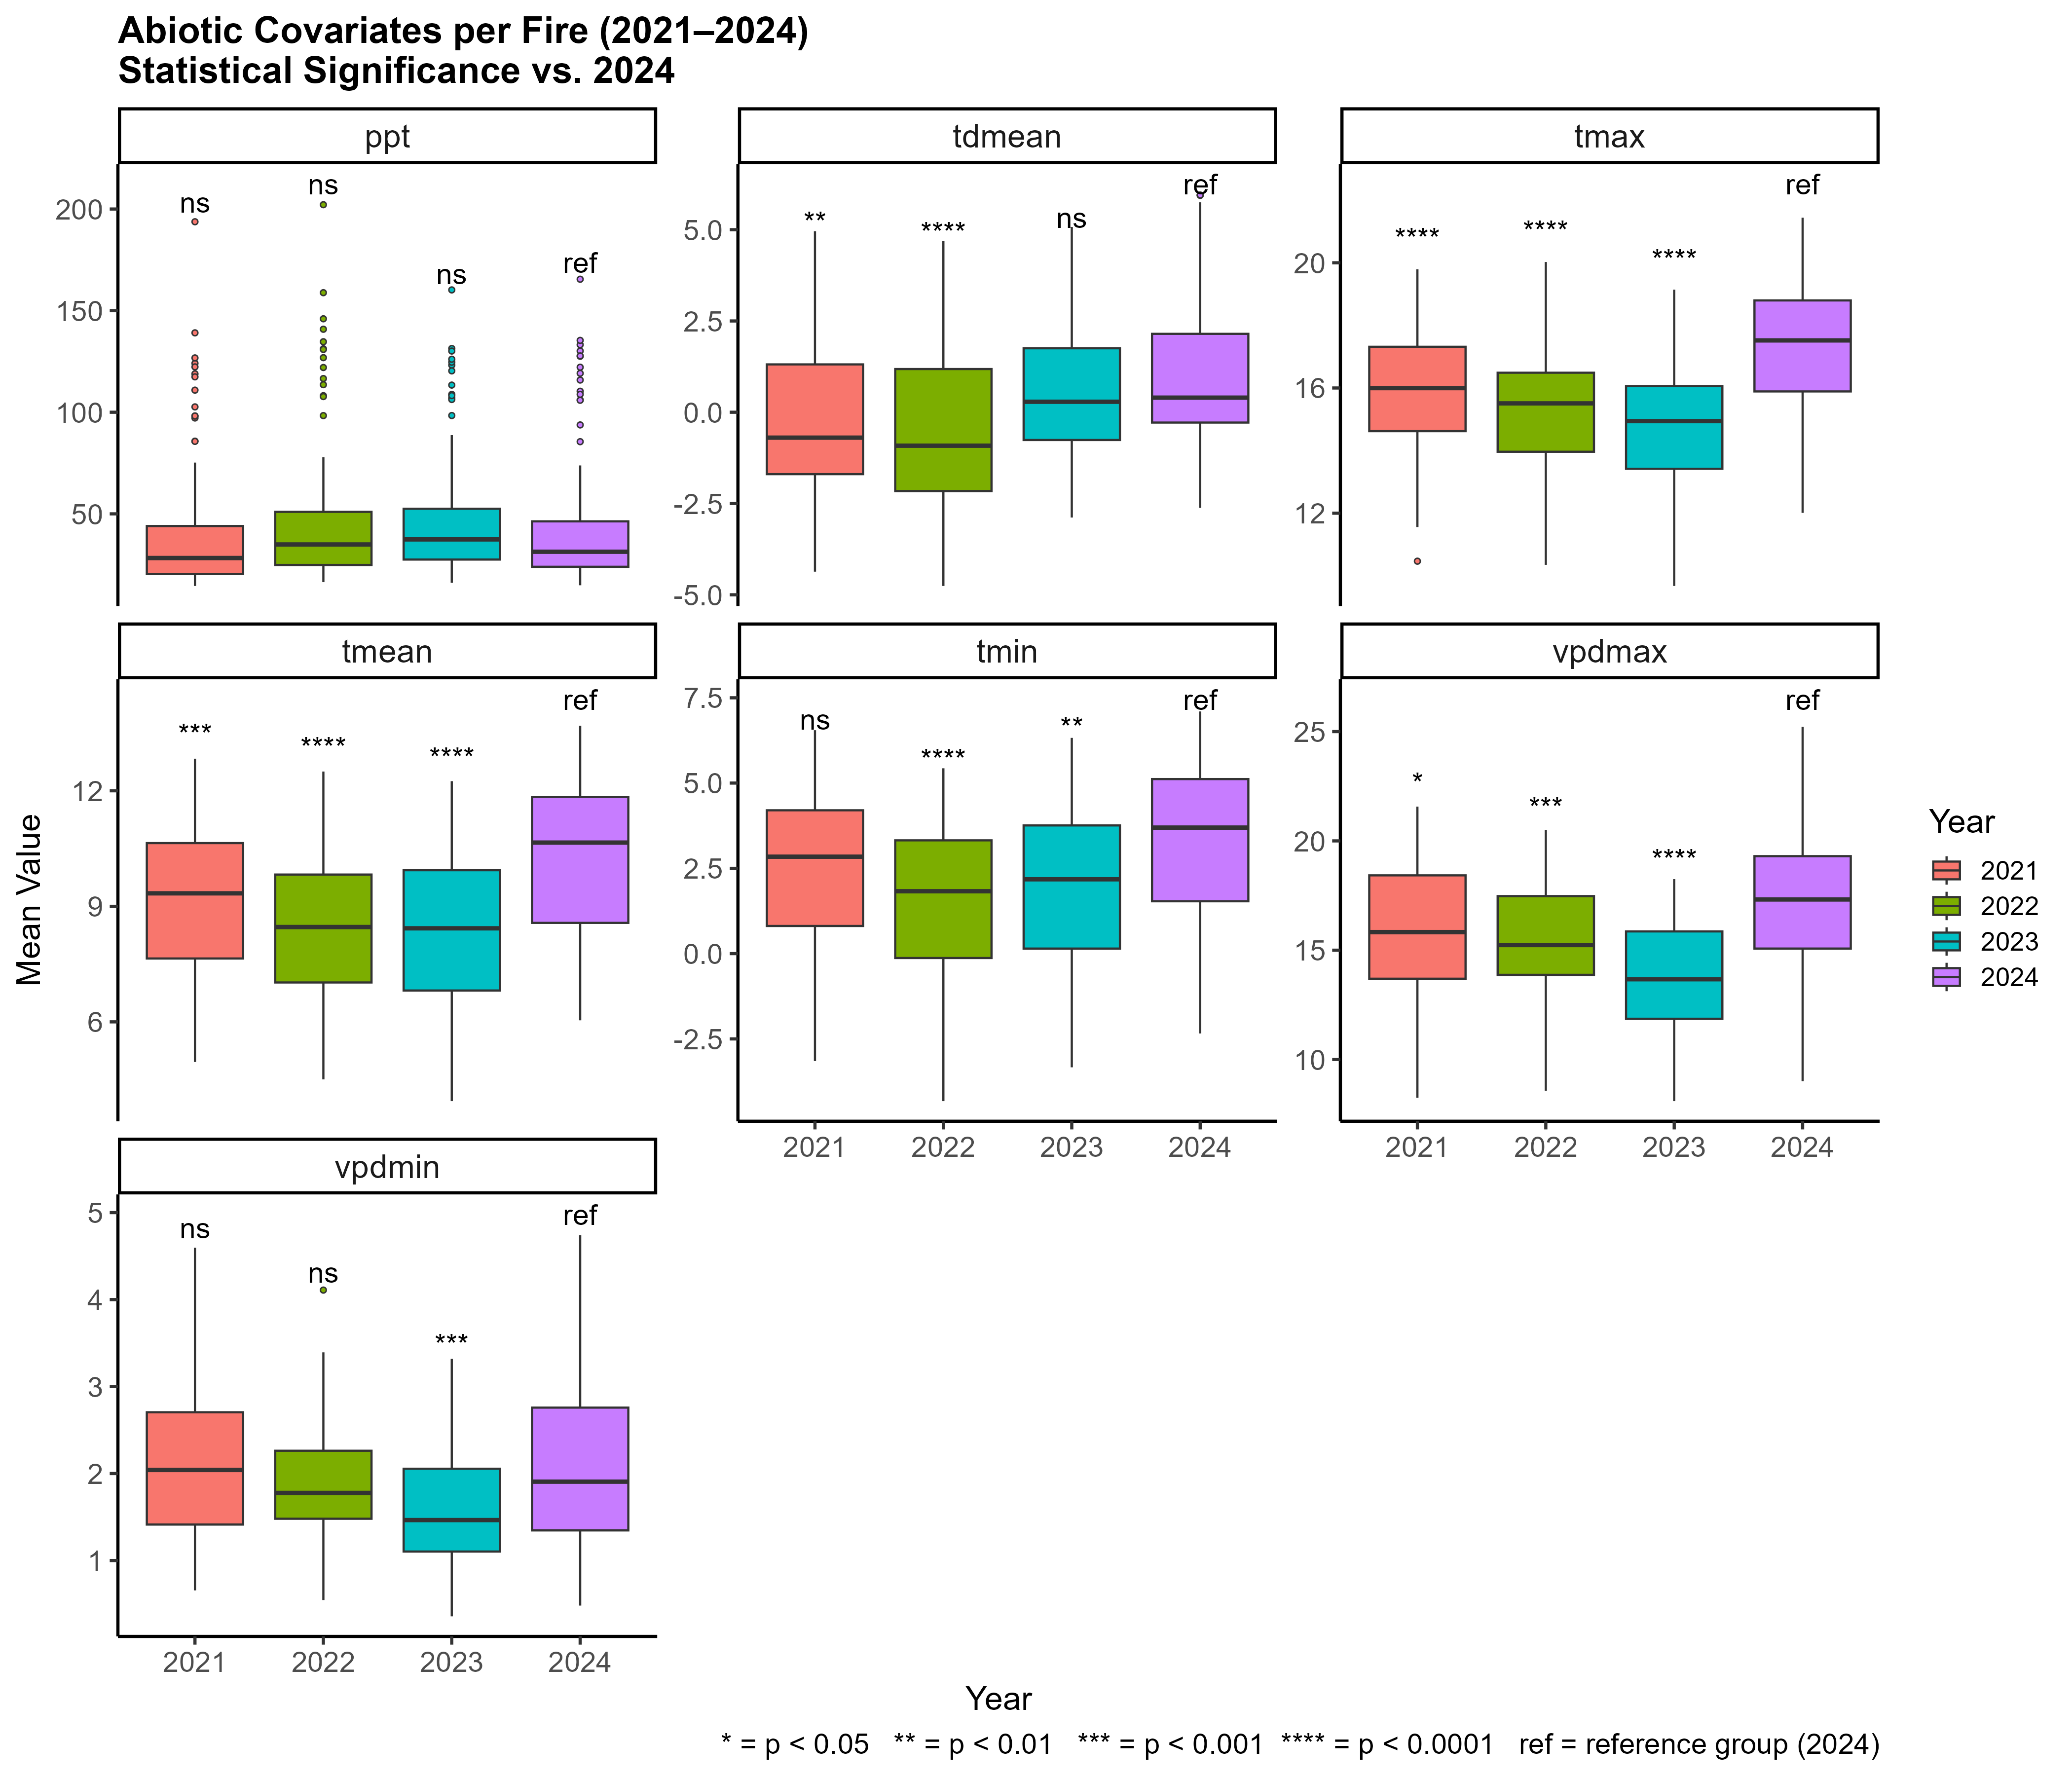 Abiotic Covariates per Fire (2021–2024)
Statistical Significance vs. 2024
ppt
tdmean
tmax
ns
ns
ns
ref
200
150
100
50
**
****
ns
ref
5.0
2.5
0.0
-2.5
-5.0
****
****
****
ref
20
16
12
tmean
tmin
vpdmax
***
****
****
ref
12
9
6
ns
****
**
ref
7.5
5.0
2.5
0.0
-2.5
2021 2022 2023 2024
*
***
****
ref
25
20
15
10
2021 2022 2023 2024
vpdmin
ns
ns
***
ref
5
4
3
2
1
2021 2022 2023 2024
Mean Value
Year
Year
2021
2022
2023
2024
* = p < 0.05 ** = p < 0.01 *** = p < 0.001 **** = p < 0.0001 ref = reference group (2024)